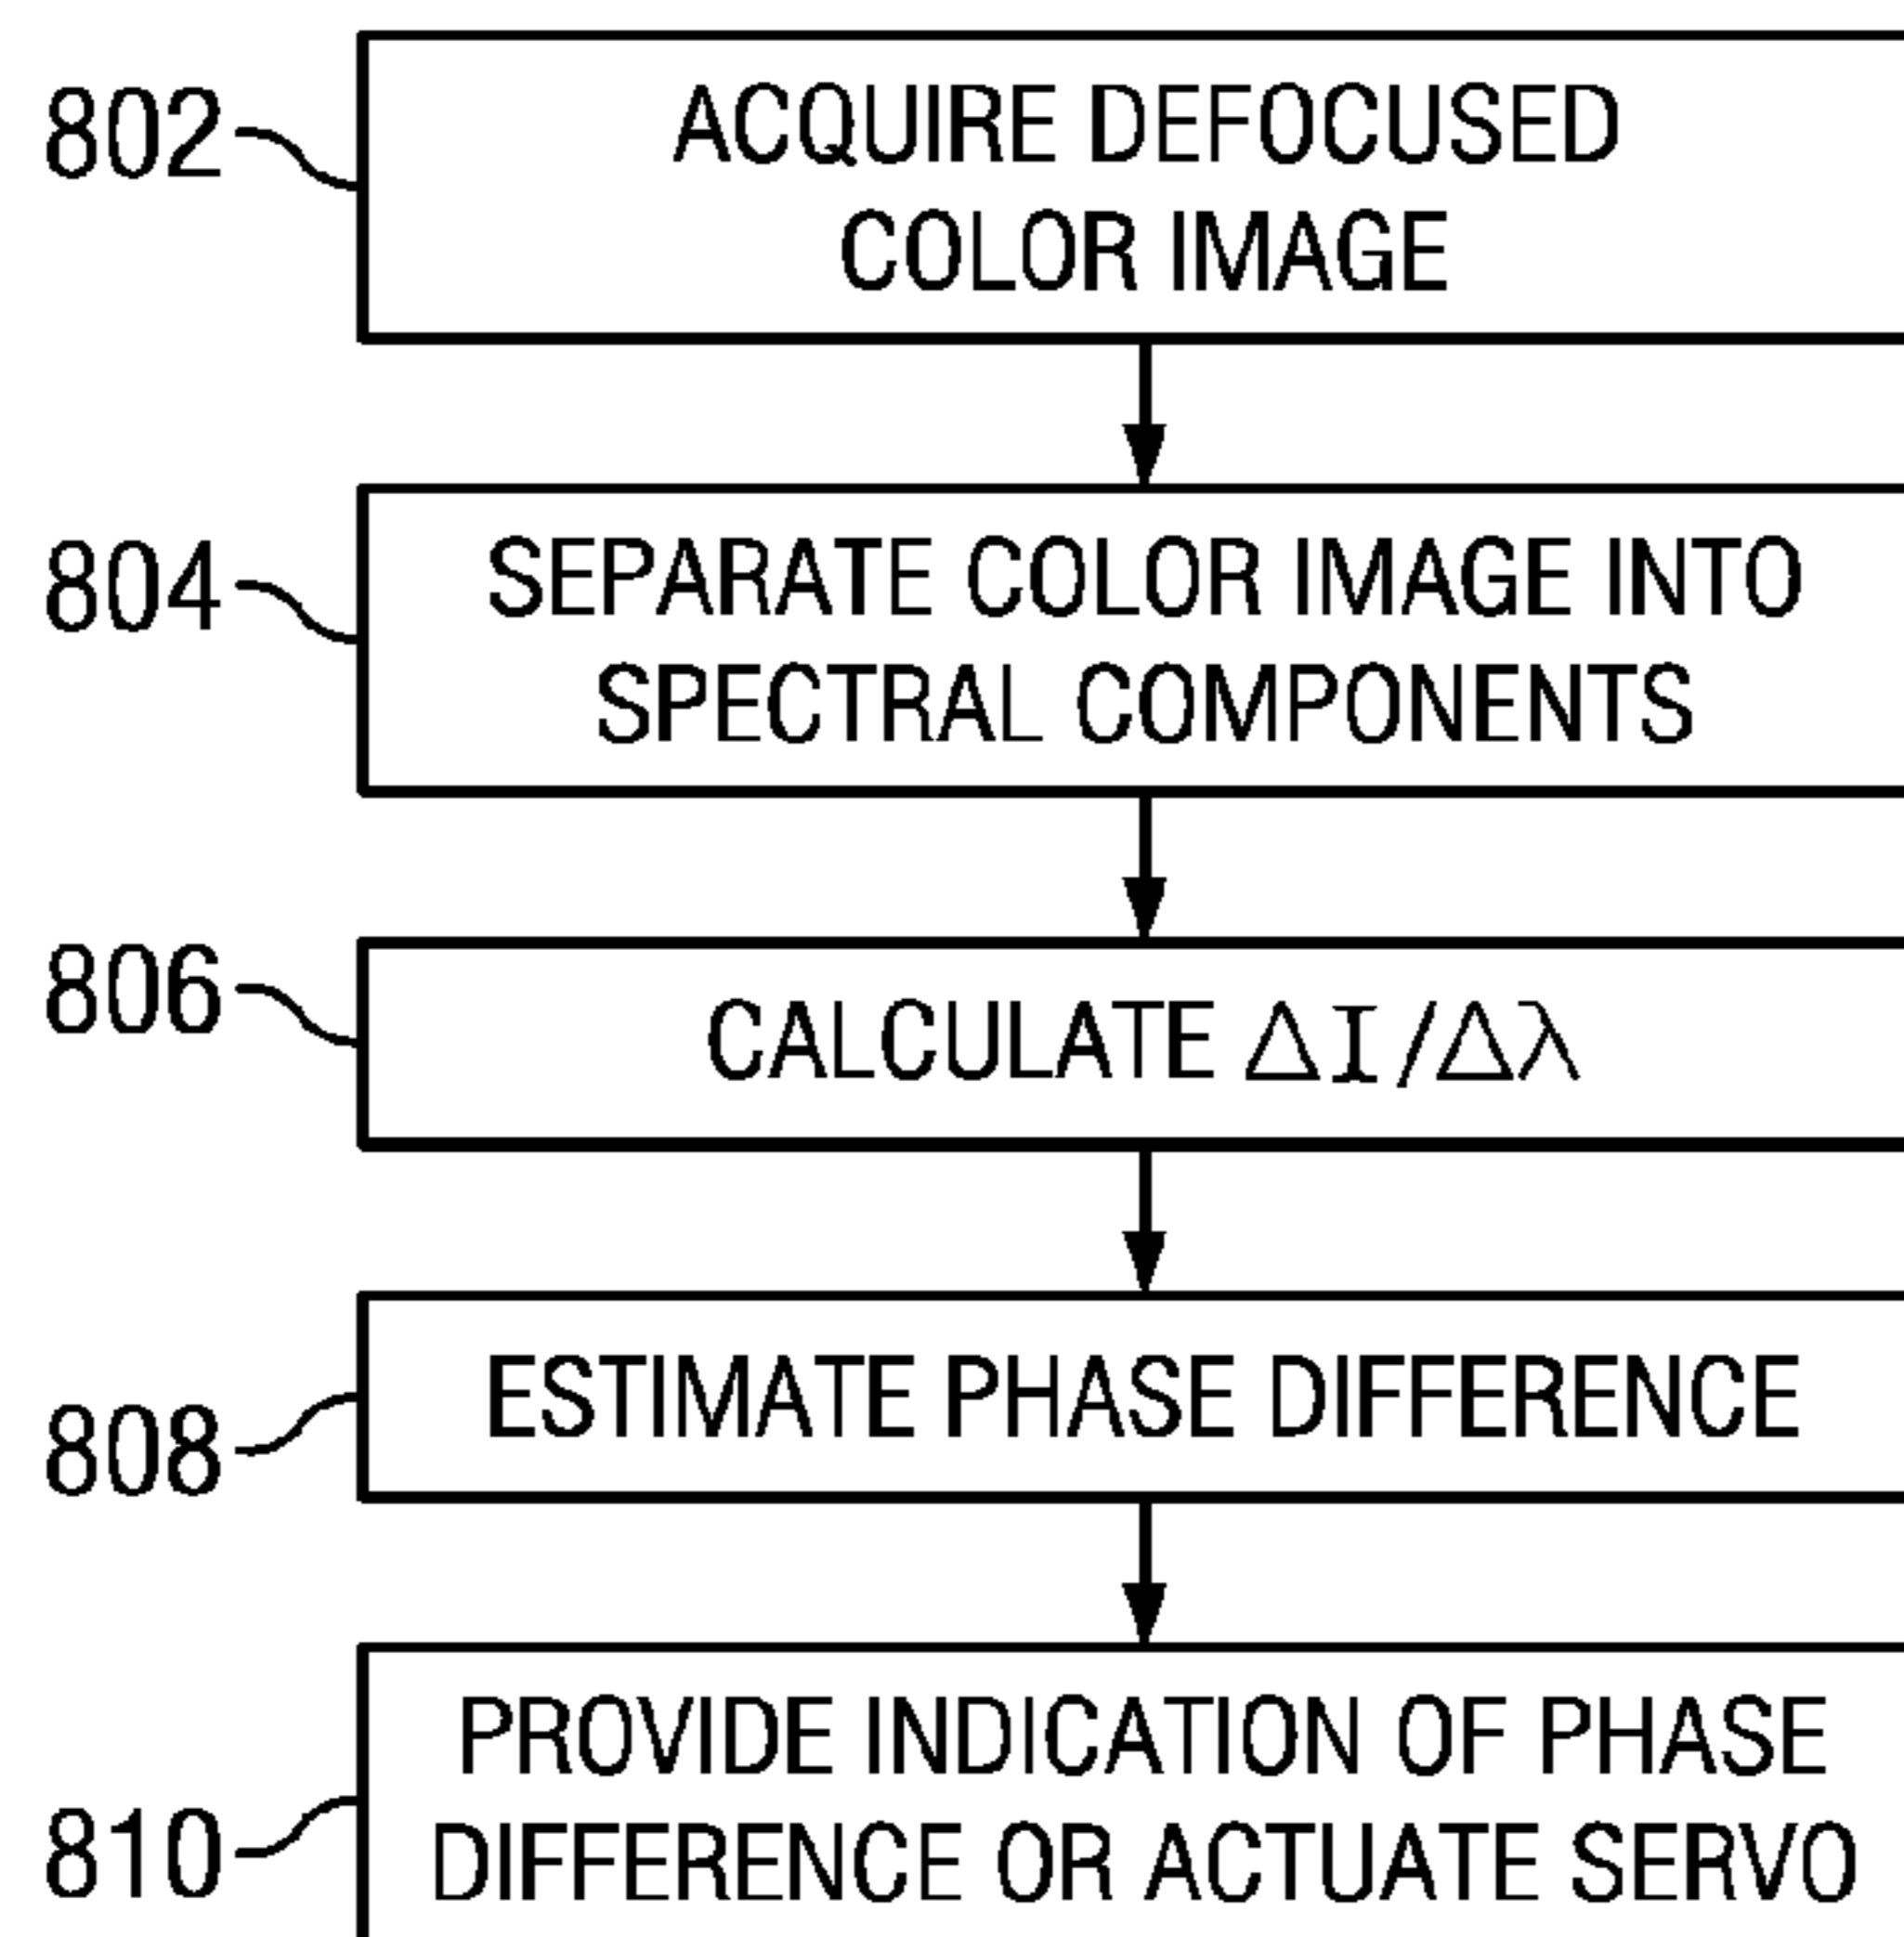 802
ACQUIRE DEFOCUSED
COLOR IMAGE
804
SEPARATE COLOR IMAGE INTO
SPECTRAL COMPONENTS
806
CALCULATE ΔI/Δλ
808
ESTIMATE PHASE DIFFERENCE
810
PROVIDE INDICATION OF PHASE
DIFFERENCE OR ACTUATE SERVO